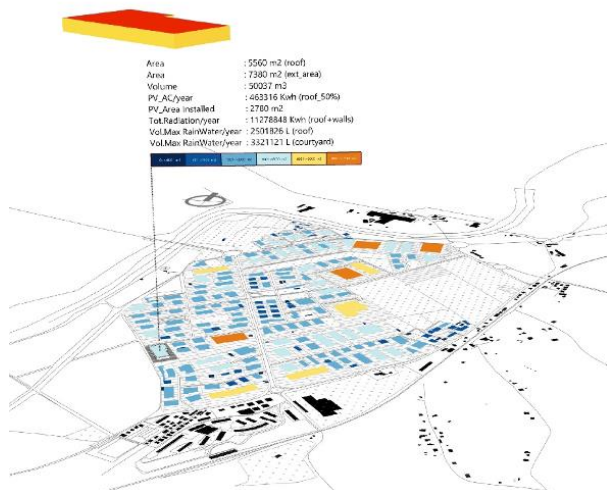 Area : 5560 m2 (roof)
Area : 7380 m2 (ext_area)
Volume : 50037 m3
PV_AC/year : 463316 Kwh (roof_50%)
PV_Area Installed : 2780 m2
Tot.Radiation/year : 11278848 Kwh (roof+walls)
Vol.Max RainWater/year : 2501826 L (roof)
Vol.Max RainWater/year : 3321121 L (courtyard)